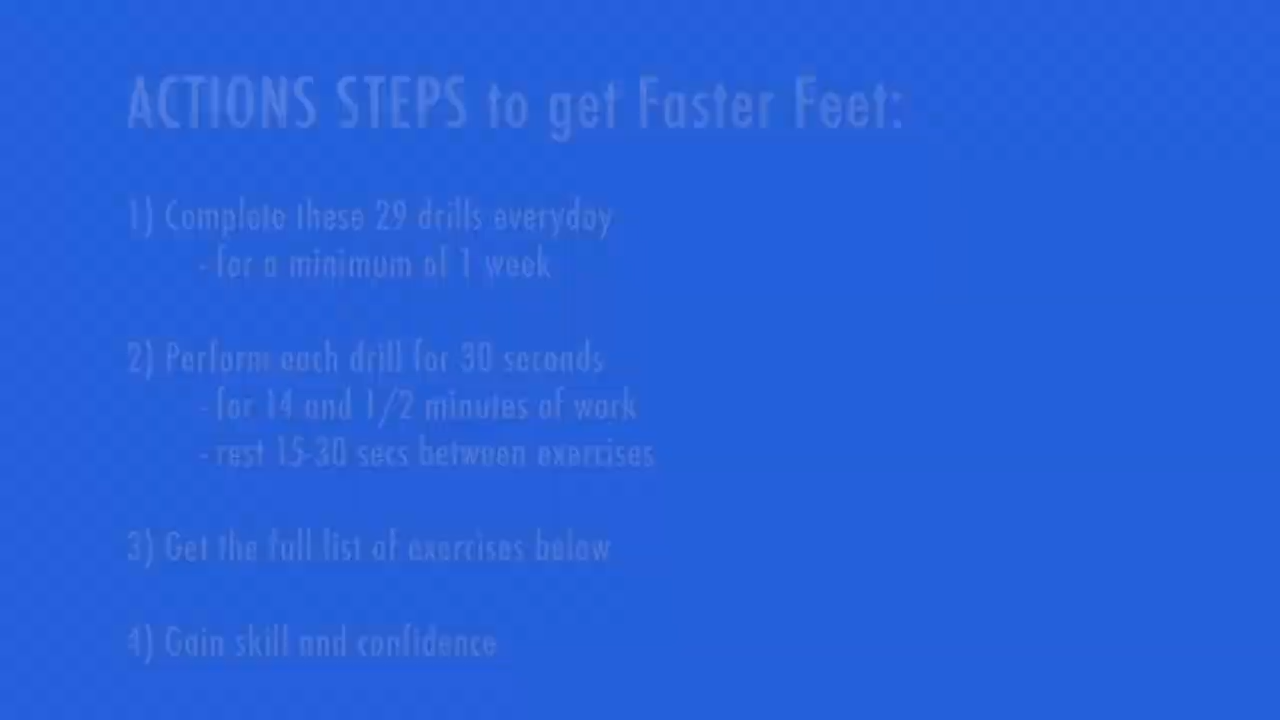 ACTIONS STEPS to get Faster Feet:
1) Complete these 29 drills everyday
- for a minimum of 1 week
2) Perform each drill for 30 seconds
- for 14 and 1/2 minutes of work
- rest 15-30 secs between exercises
3) Get the full list of exercises below
4) Gain skill and confidence